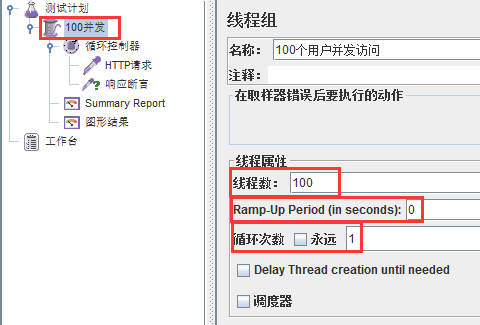 测试计划
100并发
循环控制器
HTTP请求
响应断言
Summary Report
图形结果
工作台
线程组
名称： 100个用户并发访问
注释：
在取样器错误后要执行的动作
线程属性
线程数： 100
Ramp-Up Period (in seconds): 0
循环次数 永远 1
Delay Thread creation until needed
调度器